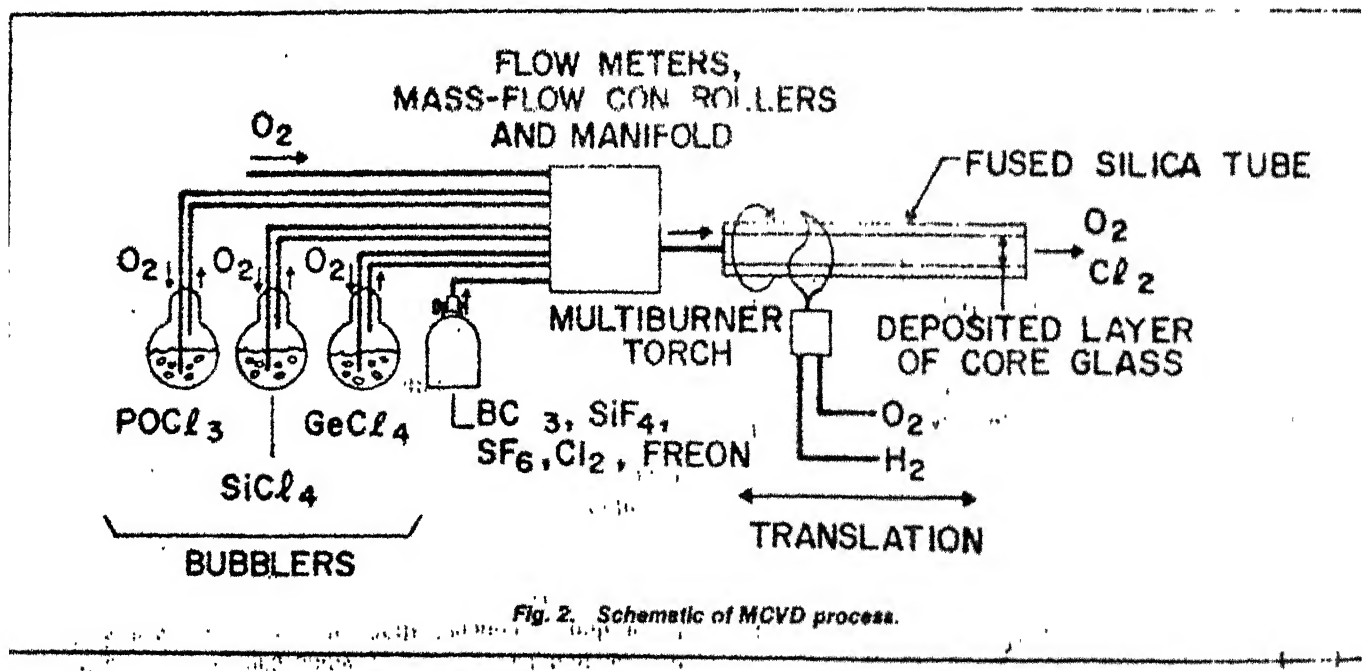 FLOW METERS,
MASS-FLOW CON ROLLERS
AND MANIFOLD
O2
FUSED SILICA TUBE
O2
Cl2
O2
O2
O2
MULTIBURNER
TORCH
DEPOSITED LAYER
OF CORE GLASS
POCl3
GeCl4
SiCl4
BC 3, SiF4,
SF6, Cl2, FREON
O2
H2
TRANSLATION
BUBBLERS
Fig. 2. Schematic of MCVD process.